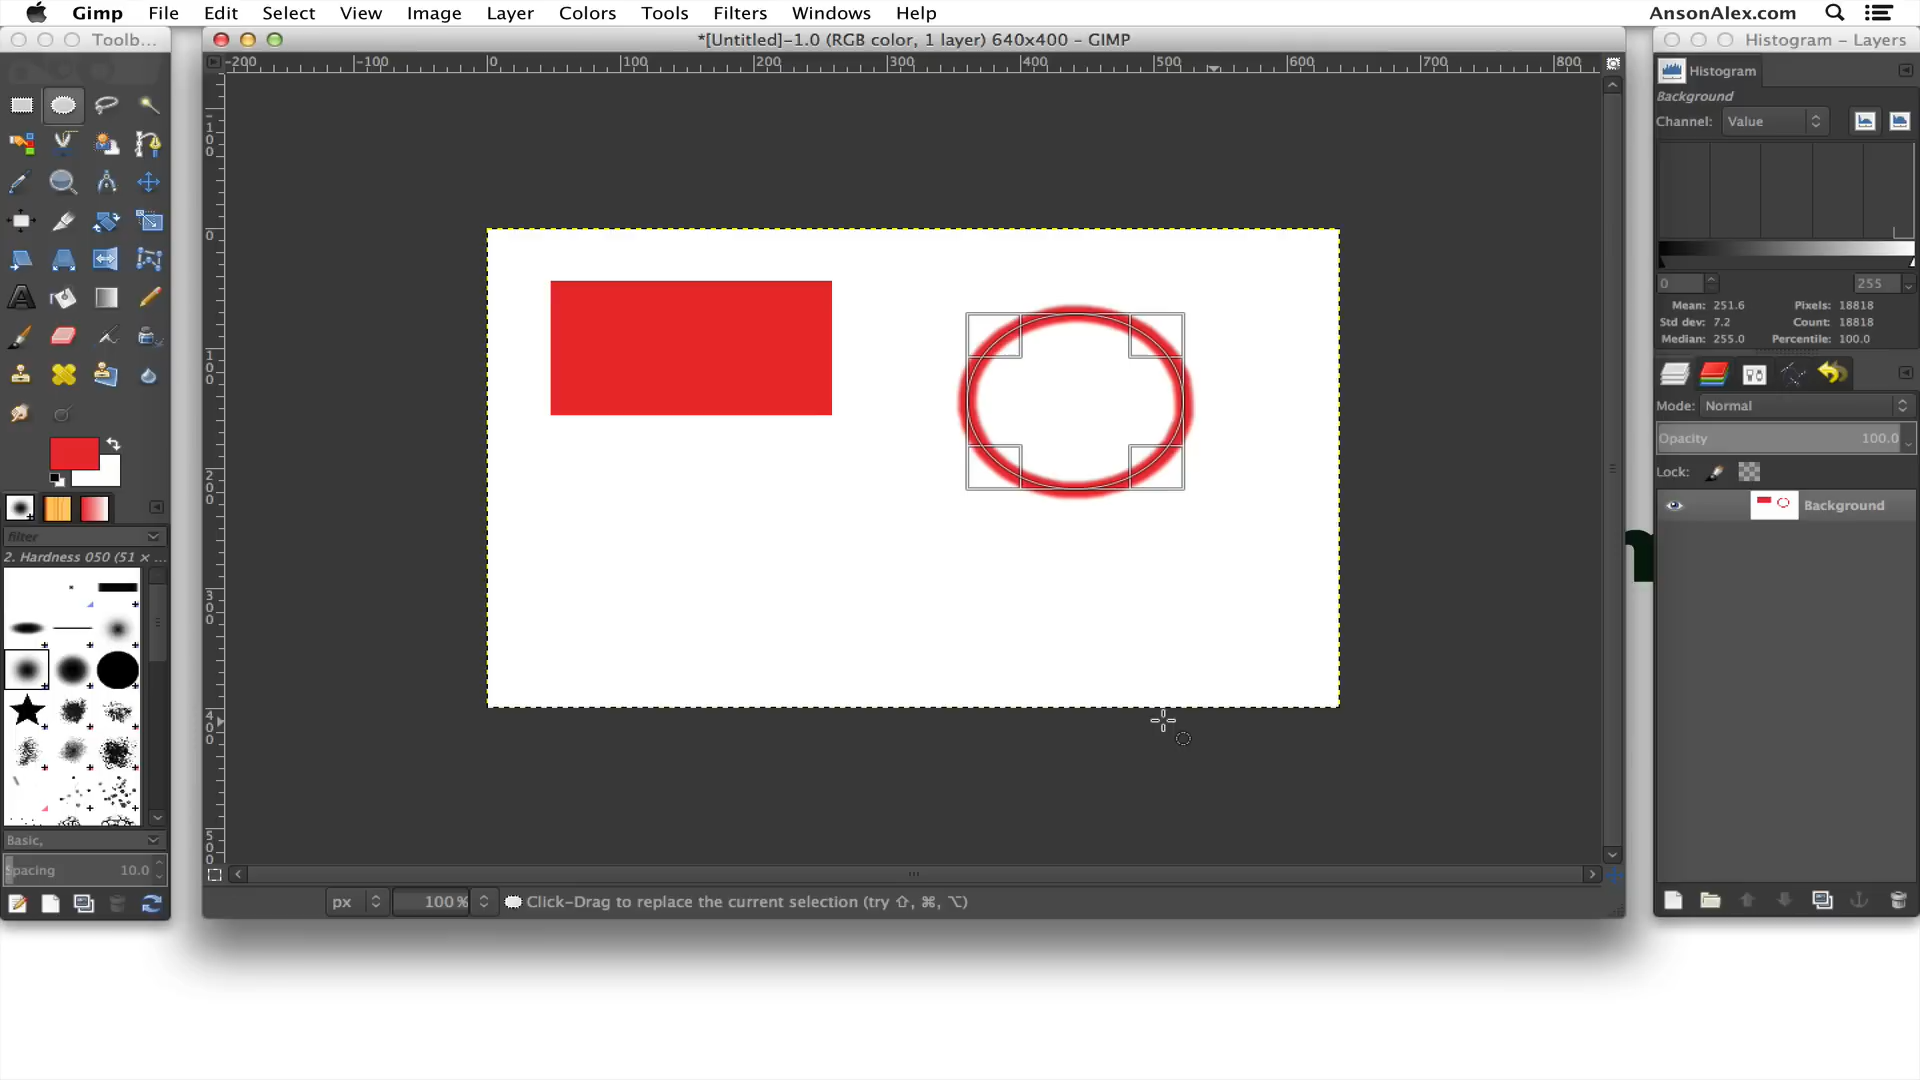 Gimp File Edit Select View Image Layer Colors Tools Filters Windows Help AnsonAlex.com
Toolb...
*[Untitled]-1.0 (RGB color, 1 layer) 640x400 – GIMP
Histogram – Layers
-200 -100 0 100 200 300 400 500 600 700 800
-100
0
100
200
300
400
500
Histogram
Background
Channel: Value
0 255
Mean: 251.6 Pixels: 18818
Std dev: 7.2 Count: 18818
Median: 255.0 Percentile: 100.0
Mode: Normal
Opacity 100.0
Lock:
Background
filter
2. Hardness 050 (51 × ...
Basic,
Spacing 10.0
px 100% Click-Drag to replace the current selection (try ⇧, ⌘, ⌥)